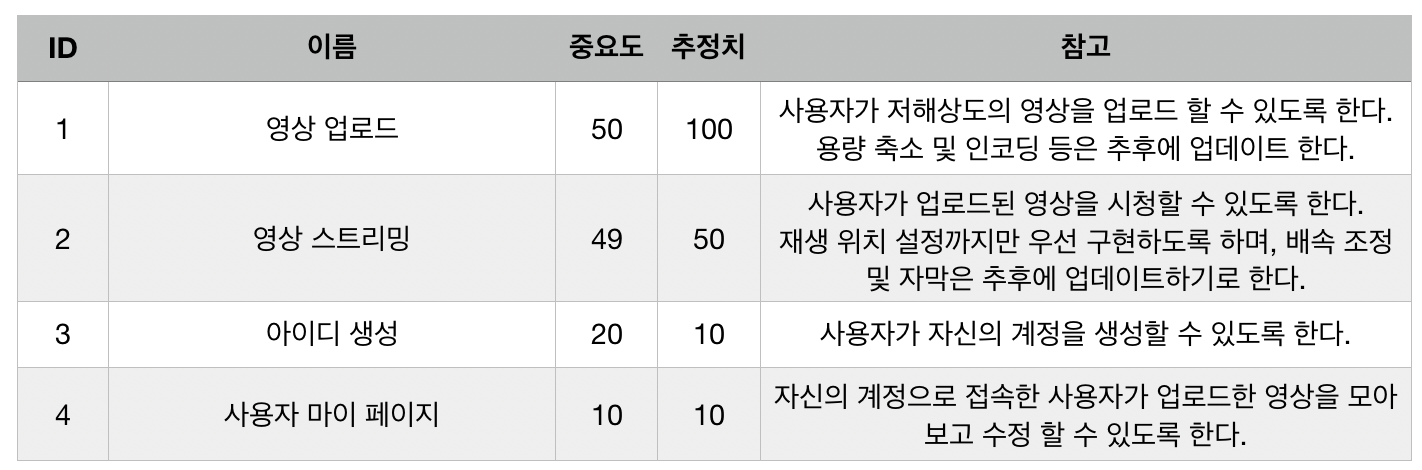 ID 이름 중요도 추정치 참고
1 영상 업로드 50 100 사용자가 저해상도의 영상을 업로드 할 수 있도록 한다.
용량 축소 및 인코딩 등은 추후에 업데이트 한다.
2 영상 스트리밍 49 50 사용자가 업로드된 영상을 시청할 수 있도록 한다.
재생 위치 설정까지만 우선 구현하도록 하며, 배속 조정
및 자막은 추후에 업데이트하기로 한다.
3 아이디 생성 20 10 사용자가 자신의 계정을 생성할 수 있도록 한다.
4 사용자 마이 페이지 10 10 자신의 계정으로 접속한 사용자가 업로드한 영상을 모아
보고 수정 할 수 있도록 한다.